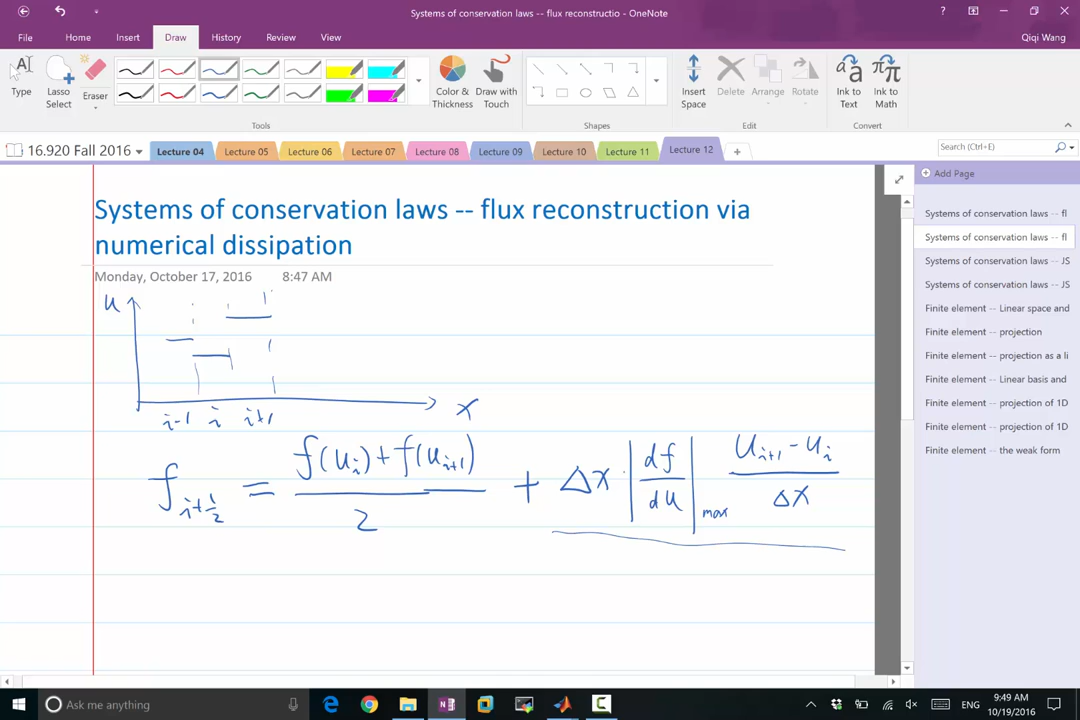 Systems of conservation laws -- flux reconstructio - OneNote
?
File
Home
Insert
Draw
History
Review
View
Qiqi Wang
Type
Lasso Select
Eraser
Color & Thickness
Draw with Touch
Insert Space
Delete
Arrange
Rotate
Ink to Text
Ink to Math
Tools
Shapes
Edit
Convert
16.920 Fall 2016
Lecture 04
Lecture 05
Lecture 06
Lecture 07
Lecture 08
Lecture 09
Lecture 10
Lecture 11
Lecture 12
Search (Ctrl+E)
Add Page
Systems of conservation laws -- fl
Systems of conservation laws -- fl
Systems of conservation laws -- JS
Systems of conservation laws -- JS
Finite element -- Linear space and
Finite element -- projection
Finite element -- projection as a li
Finite element -- Linear basis and
Finite element -- projection of 1D
Finite element -- projection of 1D
Finite element -- the weak form
Systems of conservation laws -- flux reconstruction via
numerical dissipation
Monday, October 17, 2016 8:47 AM
u
i-1 i i+1 x
f_{i+1/2} = (f(u_i) + f(u_{i+1}))/2 + Δx · |df/du|_max (u_{i+1} - u_i)/Δx
Ask me anything
ENG
9:49 AM
10/19/2016